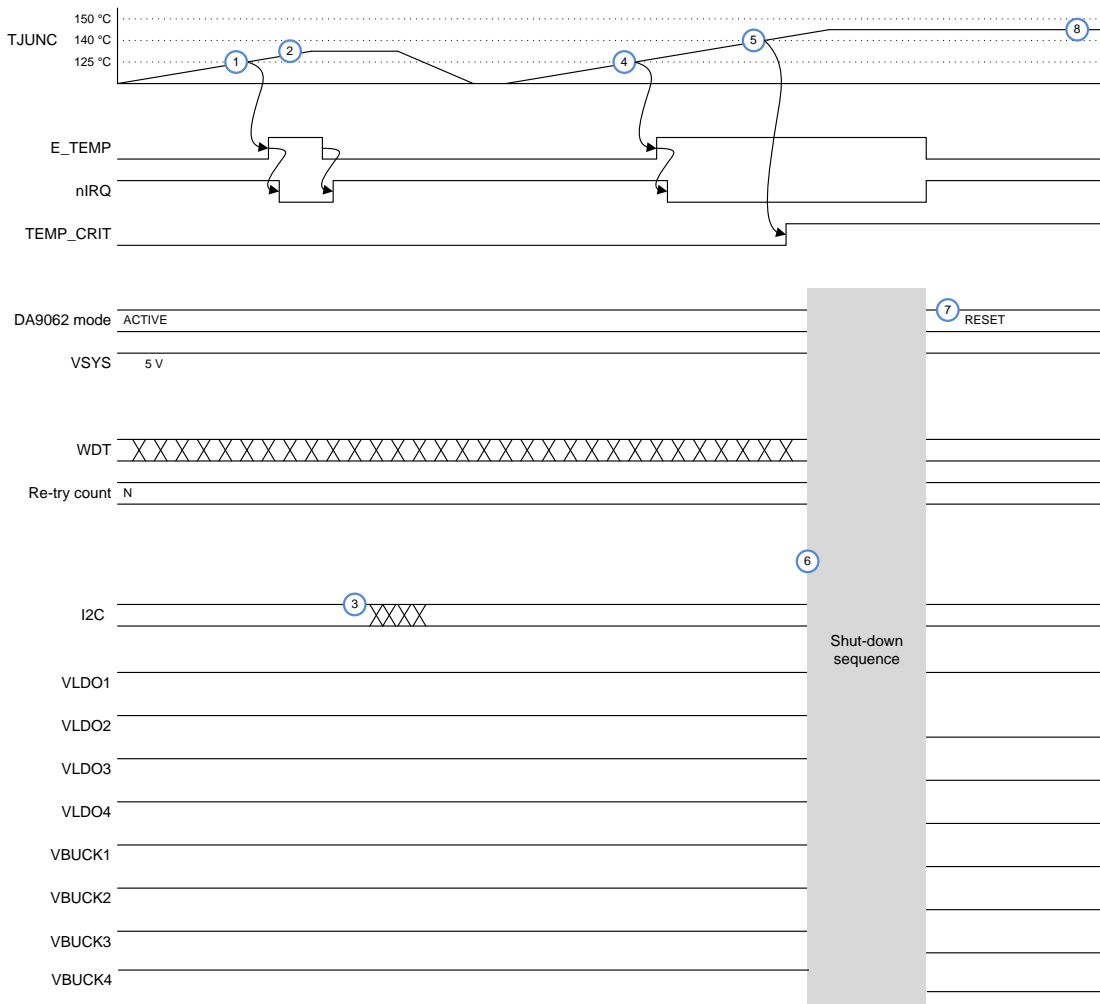 150 °C
TJUNC 140 °C 5 8
2
1 125 °C 4
E_TEMP
nIRQ
TEMP_CRIT
DA9062 mode ACTIVE 7 RESET
VSYS 5 V
WDT
Re-try count N
6
I2C 3
Shut-down
sequence
VLDO1
VLDO2
VLDO3
VLDO4
VBUCK1
VBUCK2
VBUCK3
VBUCK4